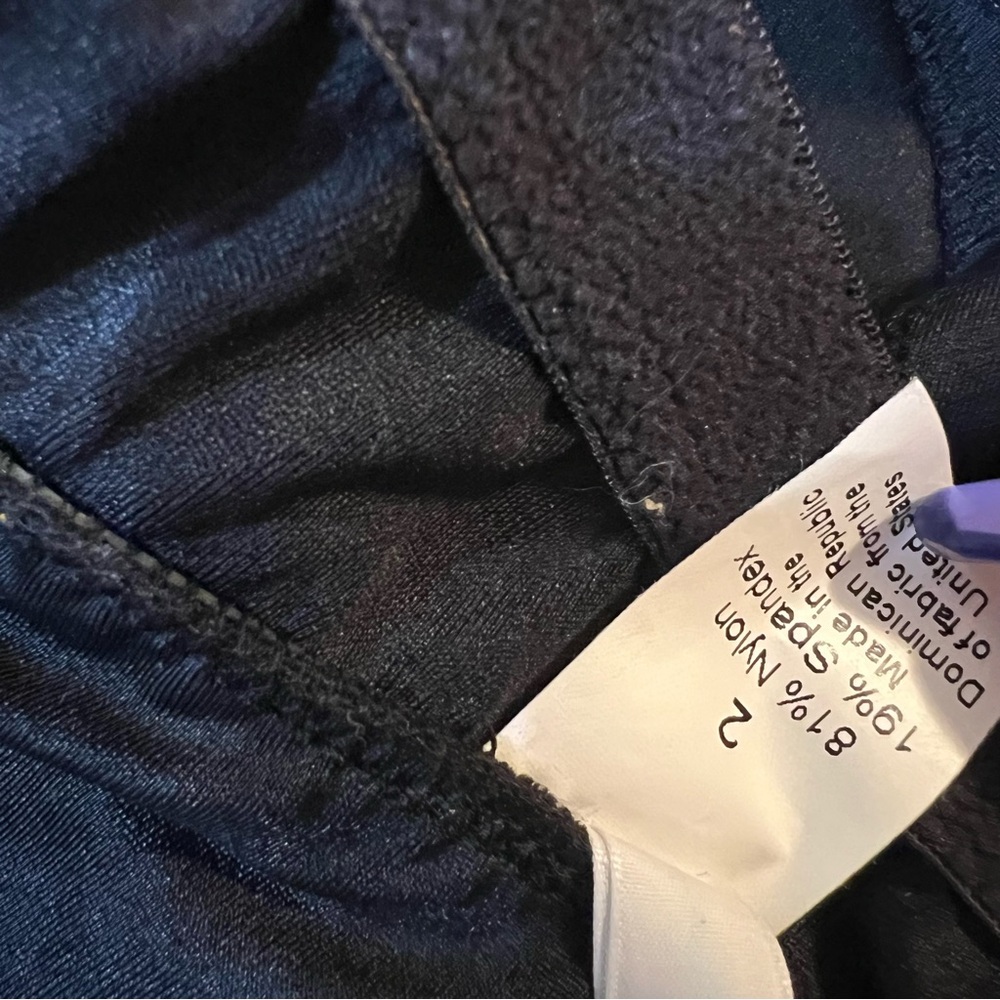 2
81% Nylon
19% Spandex
Made in the
Dominican Republic
of fabric from the
United States